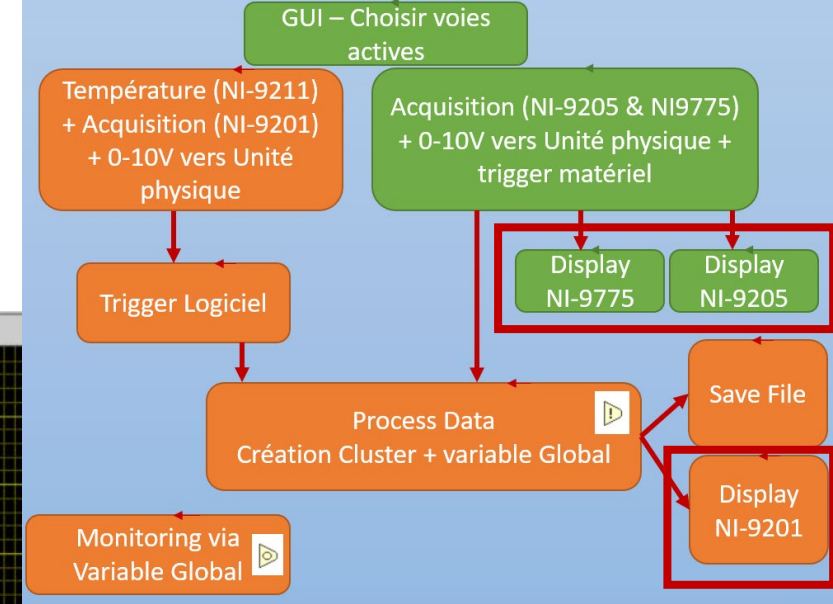 GUI – Choisir voies
actives
Température (NI-9211)
+ Acquisition (NI-9201)
+ 0-10V vers Unité
physique
Acquisition (NI-9205 & NI9775)
+ 0-10V vers Unité physique +
trigger matériel
Display
NI-9775
Display
NI-9205
Trigger Logiciel
Save File
Process Data
Création Cluster + variable Global
Display
NI-9201
Monitoring via
Variable Global